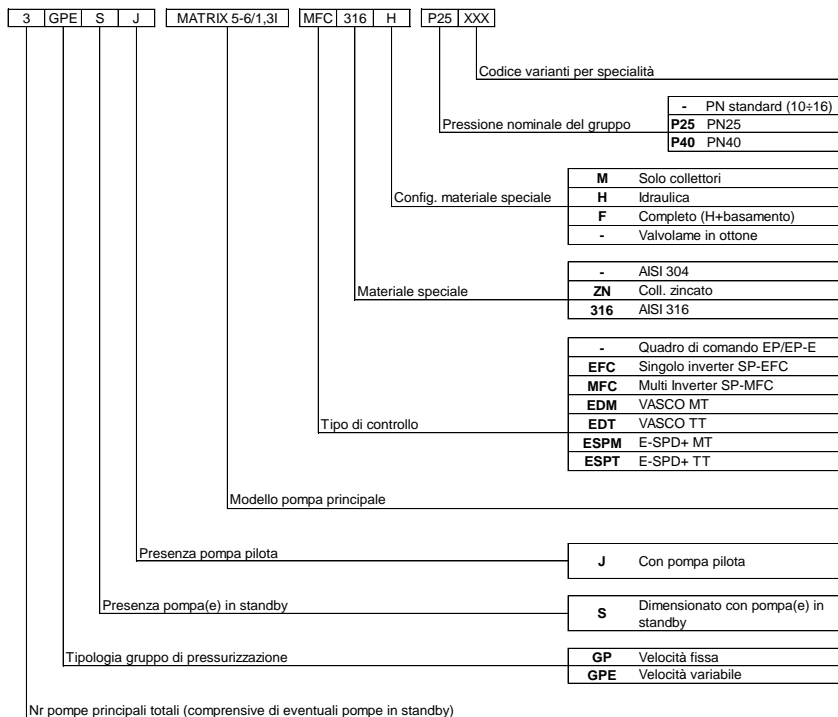 3 GPE S J MATRIX 5-6/1,3I MFC 316 H P25 XXX
Codice varianti per specialità
- PN standard (10÷16)
Pressione nominale del gruppo P25 PN25
P40 PN40
M Solo collettori
Config. materiale speciale H Idraulica
F Completo (H+basamento)
- Valvolame in ottone
- AISI 304
Materiale speciale ZN Coll. zincato
316 AISI 316
- Quadro di comando EP/EP-E
EFC Singolo inverter SP-EFC
MFC Multi Inverter SP-MFC
EDM VASCO MT
Tipo di controllo EDT VASCO TT
ESPM E-SPD+ MT
ESPT E-SPD+ TT
Modello pompa principale
Presenza pompa pilota J Con pompa pilota
Presenza pompa(e) in standby S Dimensionato con pompa(e) in
standby
Tipologia gruppo di pressurizzazione GP Velocità fissa
GPE Velocità variabile
Nr pompe principali totali (comprensive di eventuali pompe in standby)